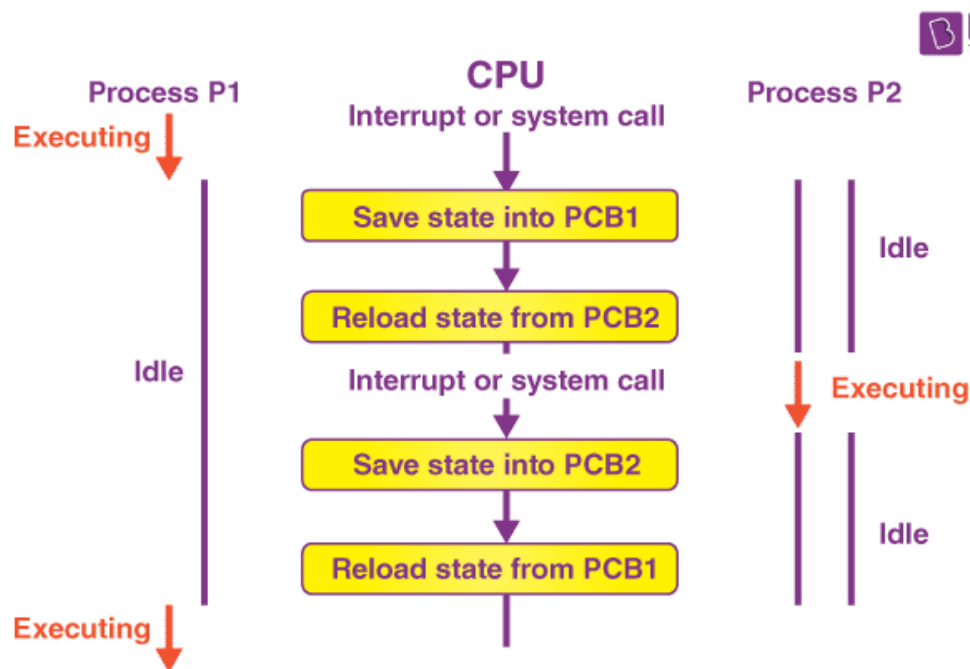 CPU
Process P1
Process P2
Interrupt or system call
Executing
Save state into PCB1
Idle
Reload state from PCB2
Idle
Interrupt or system call
Executing
Save state into PCB2
Idle
Reload state from PCB1
Executing